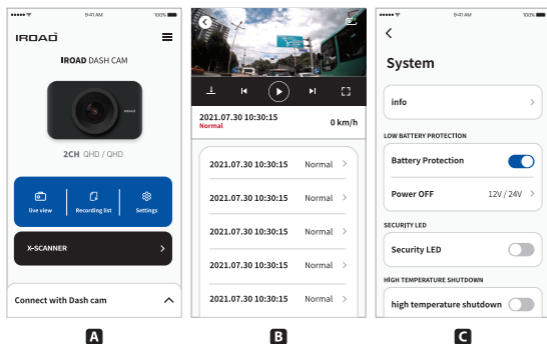 9:41 AM
100%
IROAD
IROAD DASH CAM
2CH QHD / QHD
live view
Recording list
Settings
X-SCANNER
Connect with Dash cam
A
2021.07.30 10:30:15
Normal
0 km/h
2021.07.30 10:30:15 Normal
2021.07.30 10:30:15 Normal
2021.07.30 10:30:15 Normal
2021.07.30 10:30:15 Normal
2021.07.30 10:30:15 Normal
B
9:41 AM
100%
System
info
LOW BATTERY PROTECTION
Battery Protection
Power OFF 12V / 24V
SECURITY LED
Security LED
HIGH TEMPERATURE SHUTDOWN
high temperature shutdown
C